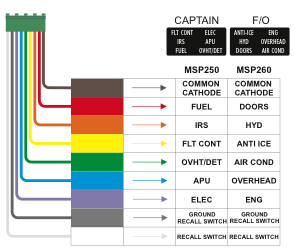 CAPTAIN F/O
FLT CONT ELEC ANTI-ICE ENG
IRS APU HYD OVERHEAD
FUEL OVHT/DET DOORS AIR COND
MSP250 MSP260
COMMON CATHODE COMMON CATHODE
FUEL DOORS
IRS HYD
FLT CONT ANTI ICE
OVHT/DET AIR COND
APU OVERHEAD
ELEC ENG
GROUND RECALL SWITCH GROUND RECALL SWITCH
RECALL SWITCH RECALL SWITCH